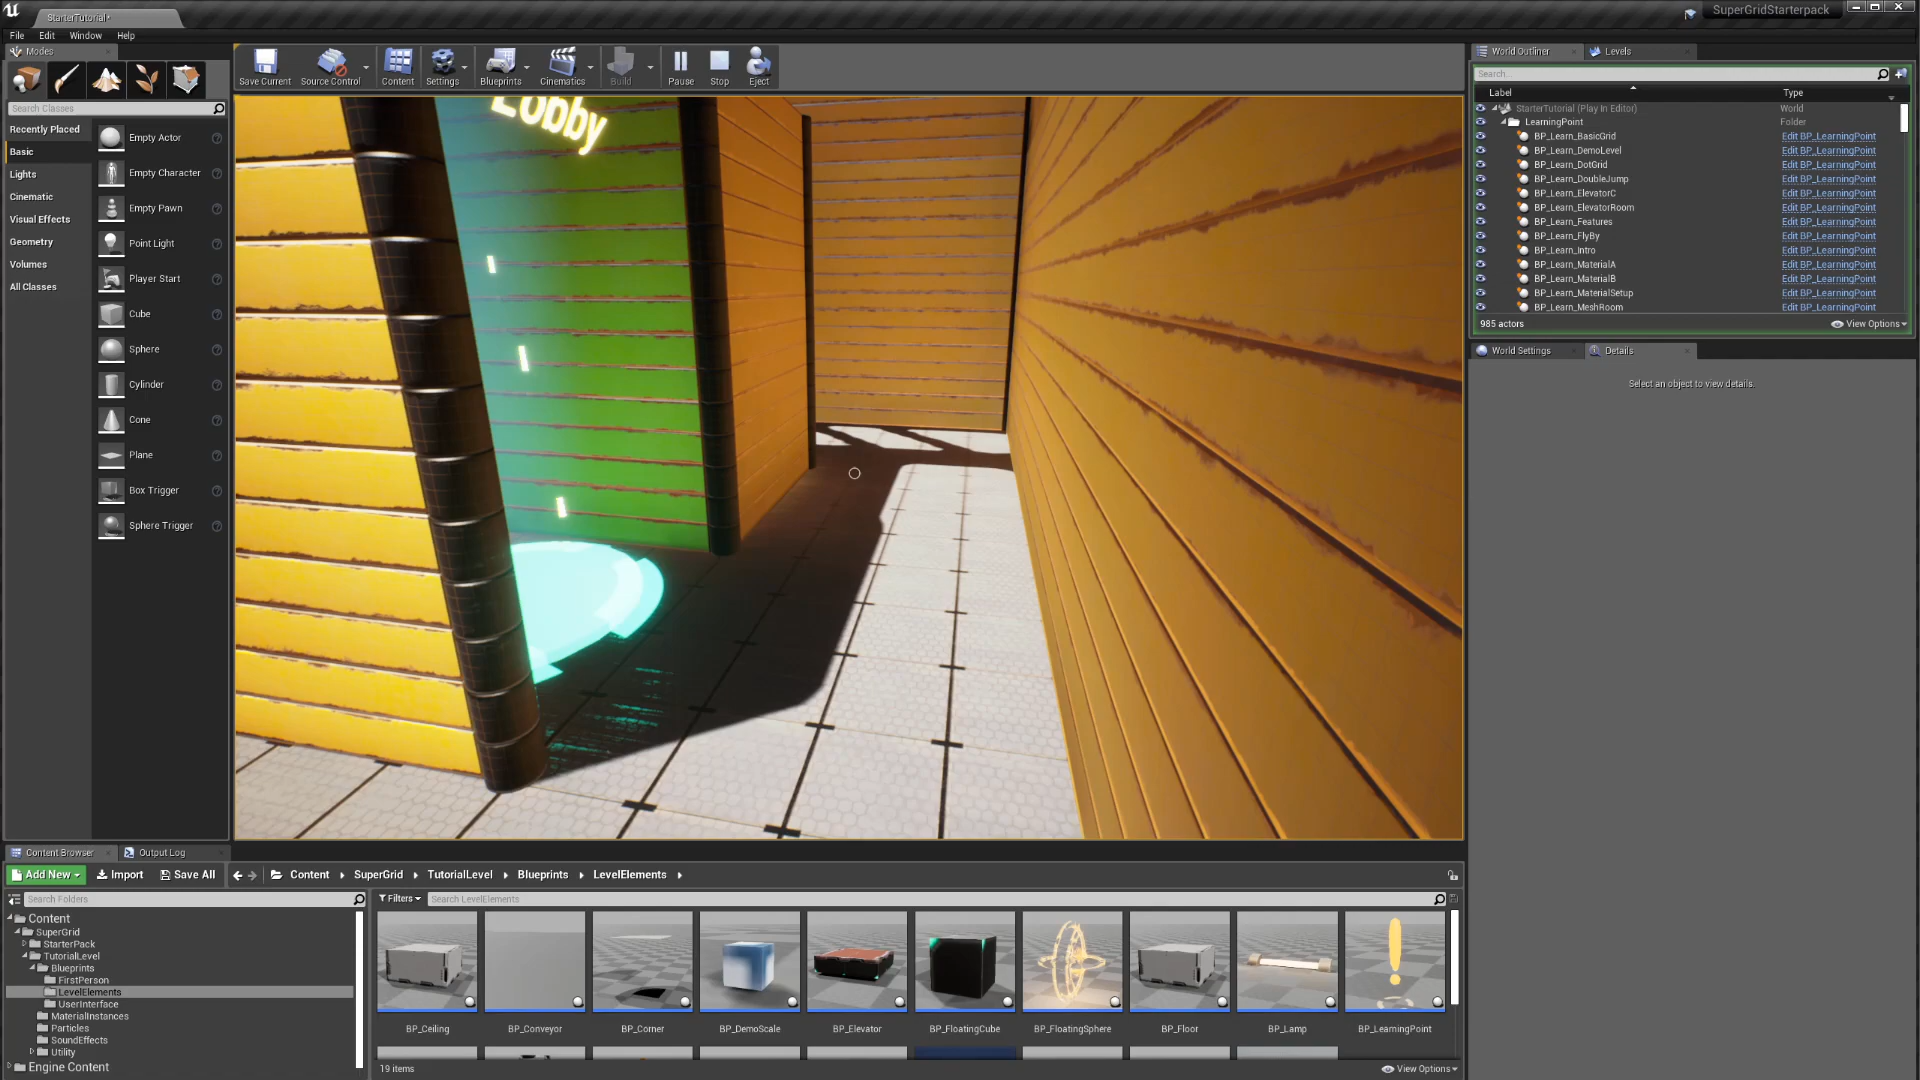 StarterTutorial*
SuperGridStarterpack
File Edit Window Help
Modes
Save Current Source Control Content Settings Blueprints Cinematics Build Pause Stop Eject
Search Classes
Recently Placed
Basic
Lights
Cinematic
Visual Effects
Geometry
Volumes
All Classes
Empty Actor
Empty Character
Empty Pawn
Point Light
Player Start
Cube
Sphere
Cylinder
Cone
Plane
Box Trigger
Sphere Trigger
Lobby
World Outliner Levels
Search...
Label Type
StarterTutorial (Play In Editor) World
LearningPoint Folder
BP_Learn_BasicGrid Edit BP_LearningPoint
BP_Learn_DemoLevel Edit BP_LearningPoint
BP_Learn_DotGrid Edit BP_LearningPoint
BP_Learn_DoubleJump Edit BP_LearningPoint
BP_Learn_ElevatorC Edit BP_LearningPoint
BP_Learn_ElevatorRoom Edit BP_LearningPoint
BP_Learn_Features Edit BP_LearningPoint
BP_Learn_FlyBy Edit BP_LearningPoint
BP_Learn_Intro Edit BP_LearningPoint
BP_Learn_MaterialA Edit BP_LearningPoint
BP_Learn_MaterialB Edit BP_LearningPoint
BP_Learn_MaterialSetup Edit BP_LearningPoint
BP_Learn_MeshRoom Edit BP_LearningPoint
985 actors View Options
World Settings Details
Select an object to view details.
Content Browser Output Log
Add New Import Save All Content SuperGrid TutorialLevel Blueprints LevelElements
Search Folders
Filters Search LevelElements
Content
SuperGrid
StarterPack
TutorialLevel
Blueprints
FirstPerson
LevelElements
UserInterface
MaterialInstances
Particles
SoundEffects
Utility
Engine Content
BP_Ceiling BP_Conveyor BP_Corner BP_DemoScale BP_Elevator BP_FloatingCube BP_FloatingSphere BP_Floor BP_Lamp BP_LearningPoint
19 items View Options